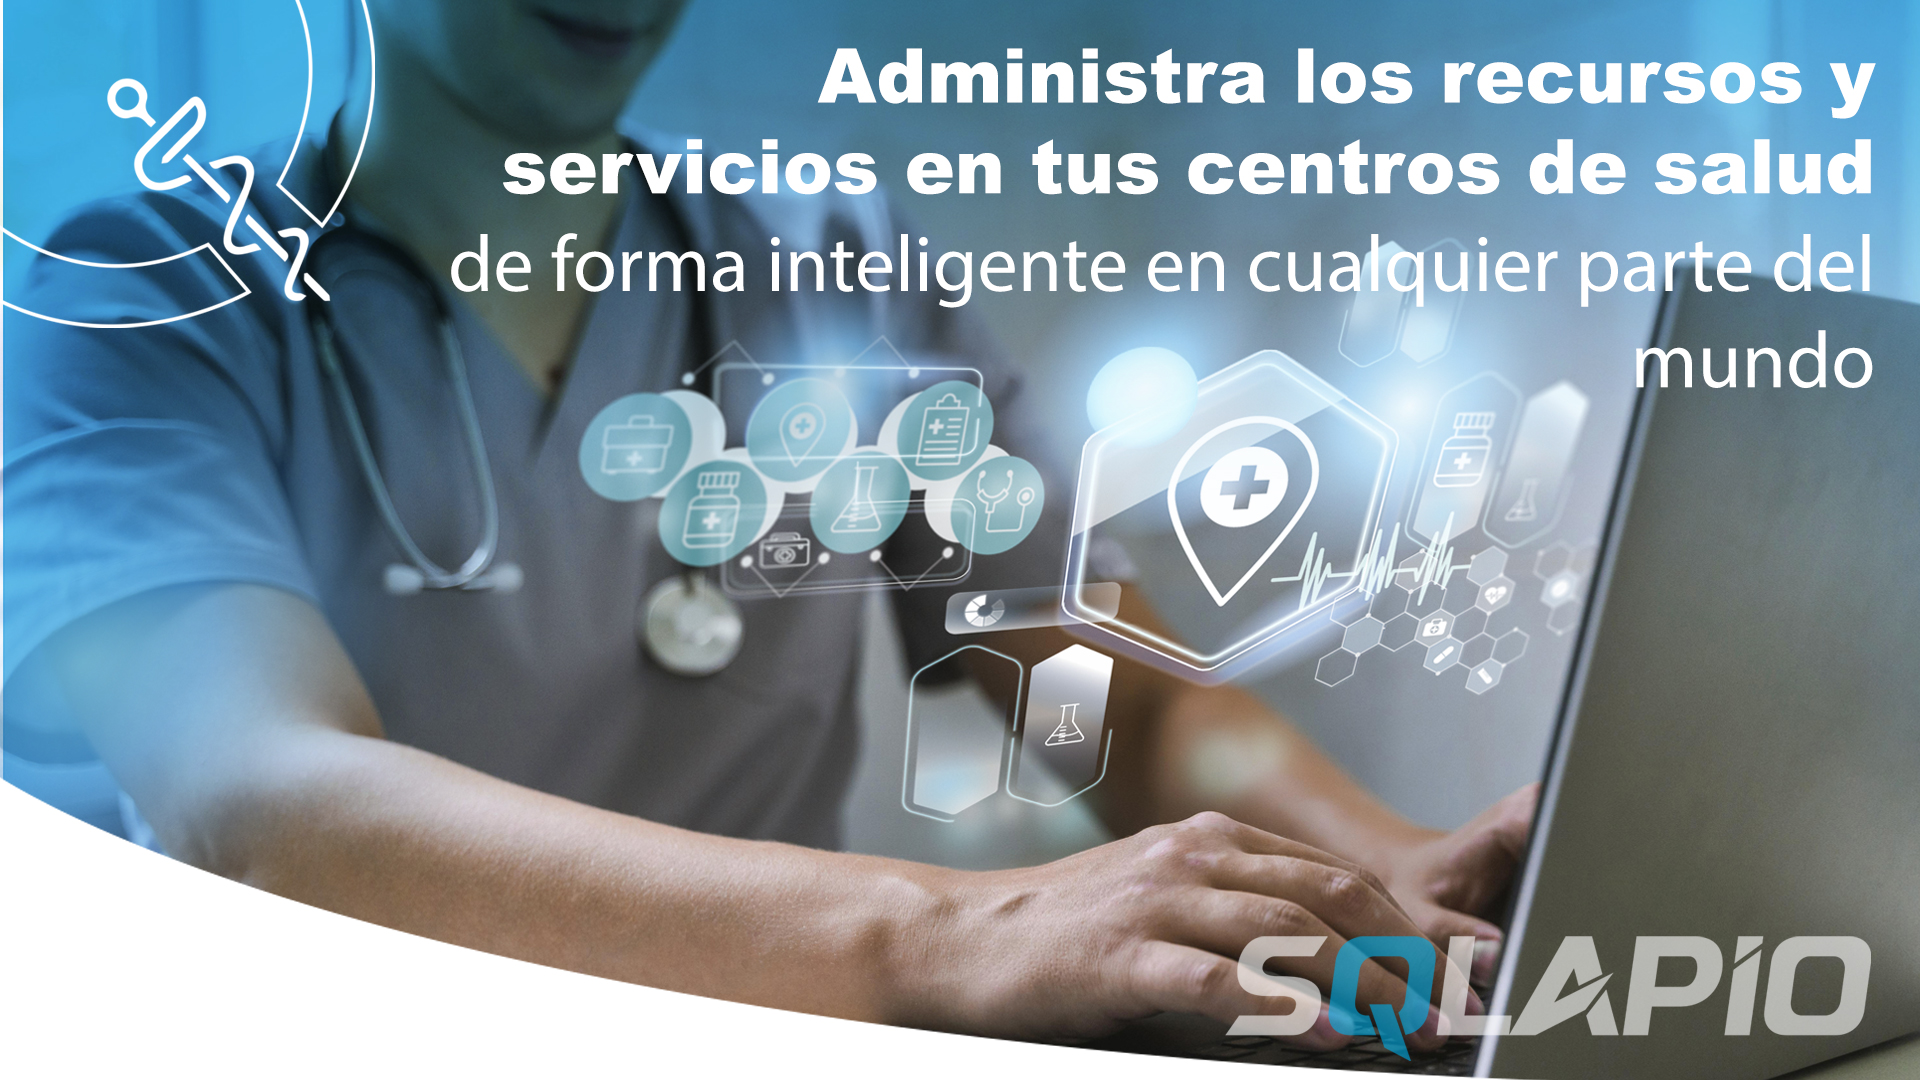 Administra los recursos y
servicios en tus centros de salud
de forma inteligente en cualquier parte del
mundo
SQLAPIO